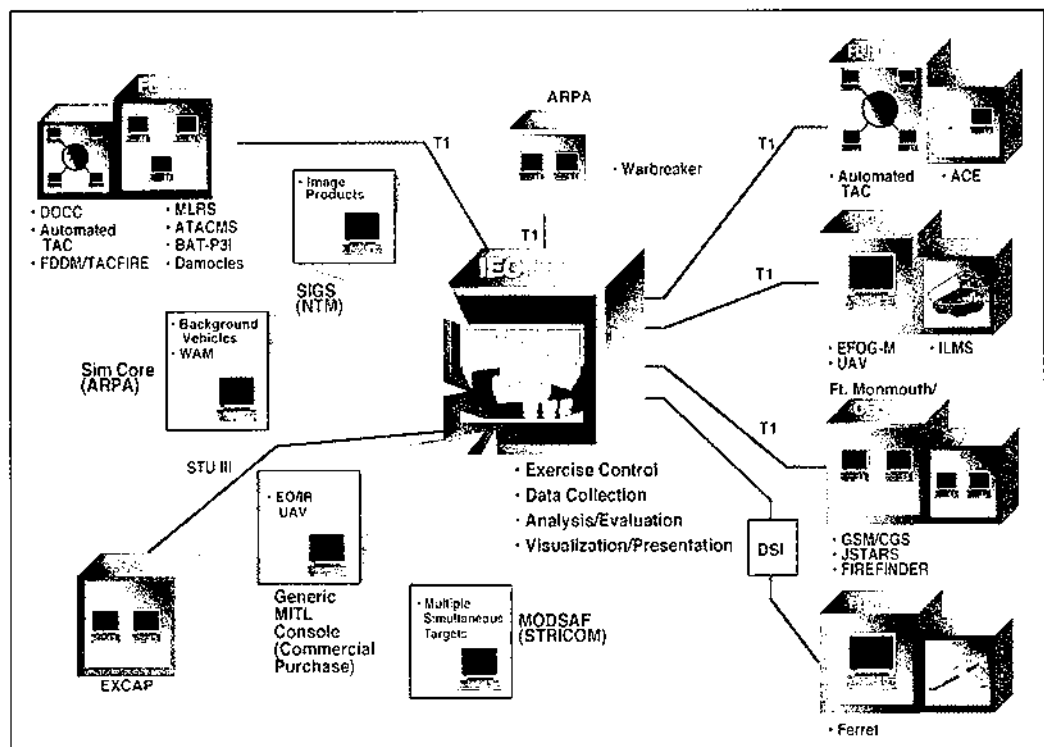 ARPA
T1
T1
T1
· Warbreaker
· Image
Products
· Automated
TAC
· ACE
· DOCC
· Automated
TAC
· FDDM/TACFIRE
· MLRS
· ATACMS
· BAT-P3I
· Damocles
T1
T1
SIGS
(NTM)
· Background
Vehicles
· WAM
Sim Core
(ARPA)
· EFOG-M
· UAV
· ILMS
Ft. Monmouth/
T1
STU III
· Exercise Control
· Data Collection
· Analysis/Evaluation
· Visualization/Presentation
· EO/IR
UAV
DSI
· GSM/CGS
· JSTARS
· FIREFINDER
Generic
MITL
Console
(Commercial
Purchase)
· Multiple
Simultaneous
Targets
MODSAF
(STRICOM)
EXCAP
· Ferret